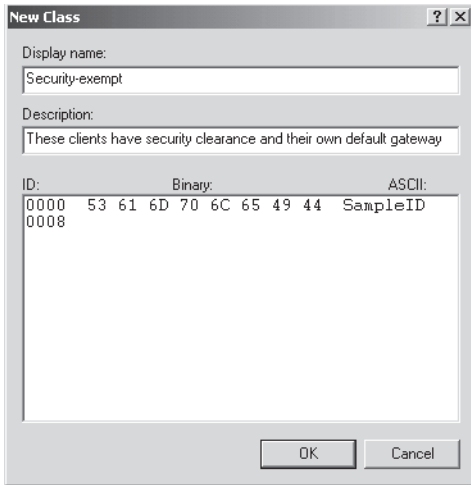 New Class
Display name:
Security-exempt
Description:
These clients have security clearance and their own default gateway
ID: Binary: ASCII:
0000 53 61 6D 70 6C 65 49 44 SampleID
0008
OK Cancel